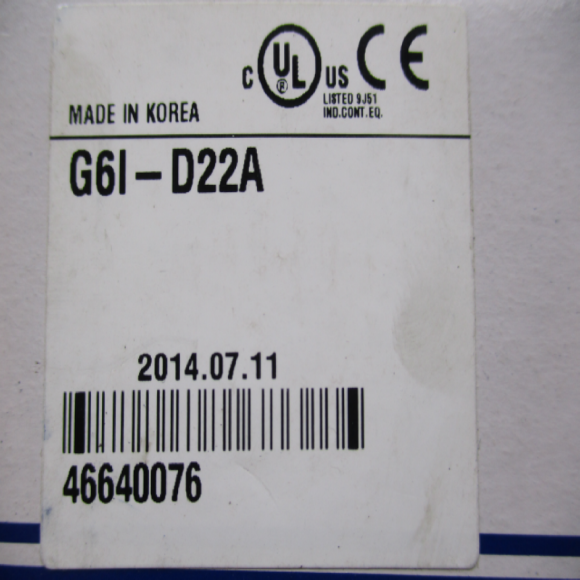 C UL ® US CE
LISTED 9J51
IND.CONT.EQ.
MADE IN KOREA
G6I-D22A
2014.07.11
46640076